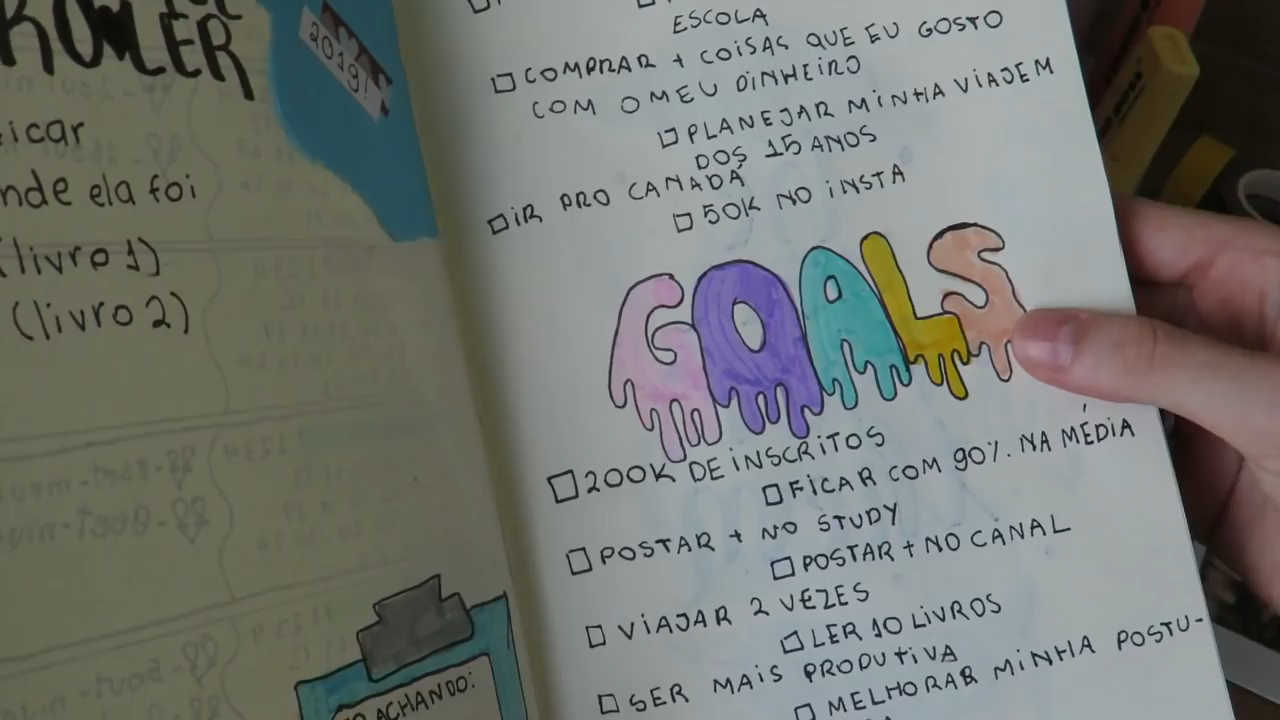 2019!
icar
nde ela foi
(livro 1)
(livro 2)
ACHANDO:
ESCOLA
COMPRAR + COISAS QUE EU GOSTO
COM O MEU DINHEIRO
PLANEJAR MINHA VIAJEM
DOS 15 ANOS
IR PRO CANADÁ
50K NO INSTA
GOALS
200K DE INSCRITOS
FICAR COM 90%. NA MÉDIA
POSTAR + NO STUDY
POSTAR + NO CANAL
VIAJAR 2 VEZES
LER 10 LIVROS
SER MAIS PRODUTIVA
MELHORAR MINHA POSTU-